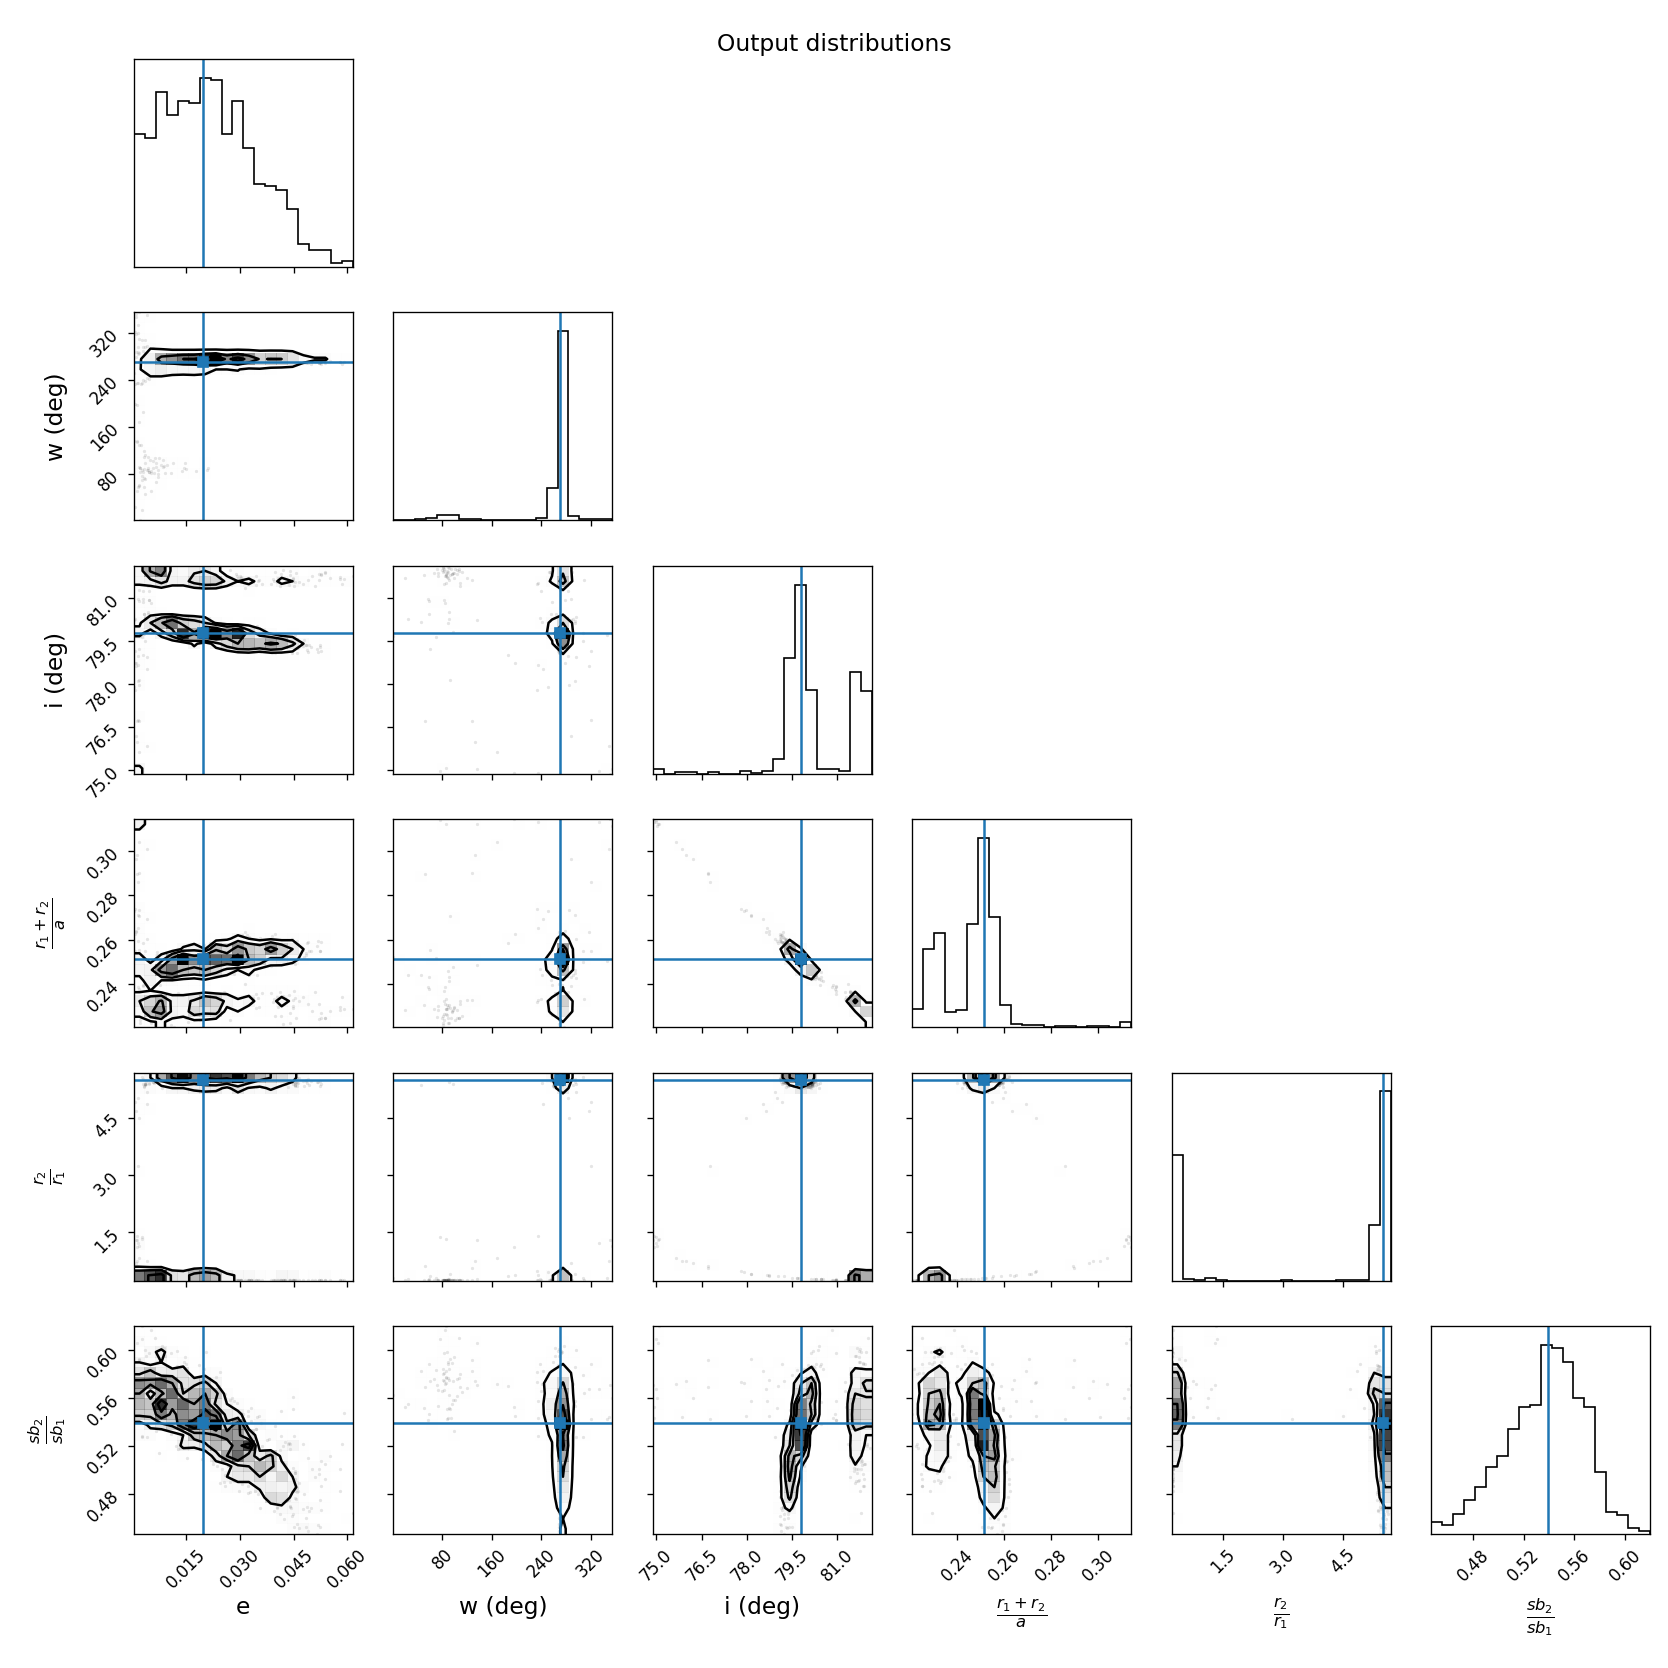 Output distributions
w (deg)
320
240
160
80
i (deg)
81.0
79.5
78.0
76.5
75.0
r₁ + r₂
a
0.30
0.28
0.26
0.24
r₂
r₁
4.5
3.0
1.5
sb₂
sb₁
0.60
0.56
0.52
0.48
0.015 0.030 0.045 0.060
80 160 240 320
75.0 76.5 78.0 79.5 81.0
0.24 0.26 0.28 0.30
1.5 3.0 4.5
0.48 0.52 0.56 0.60
e
w (deg)
i (deg)
r₁ + r₂
a
r₂
r₁
sb₂
sb₁